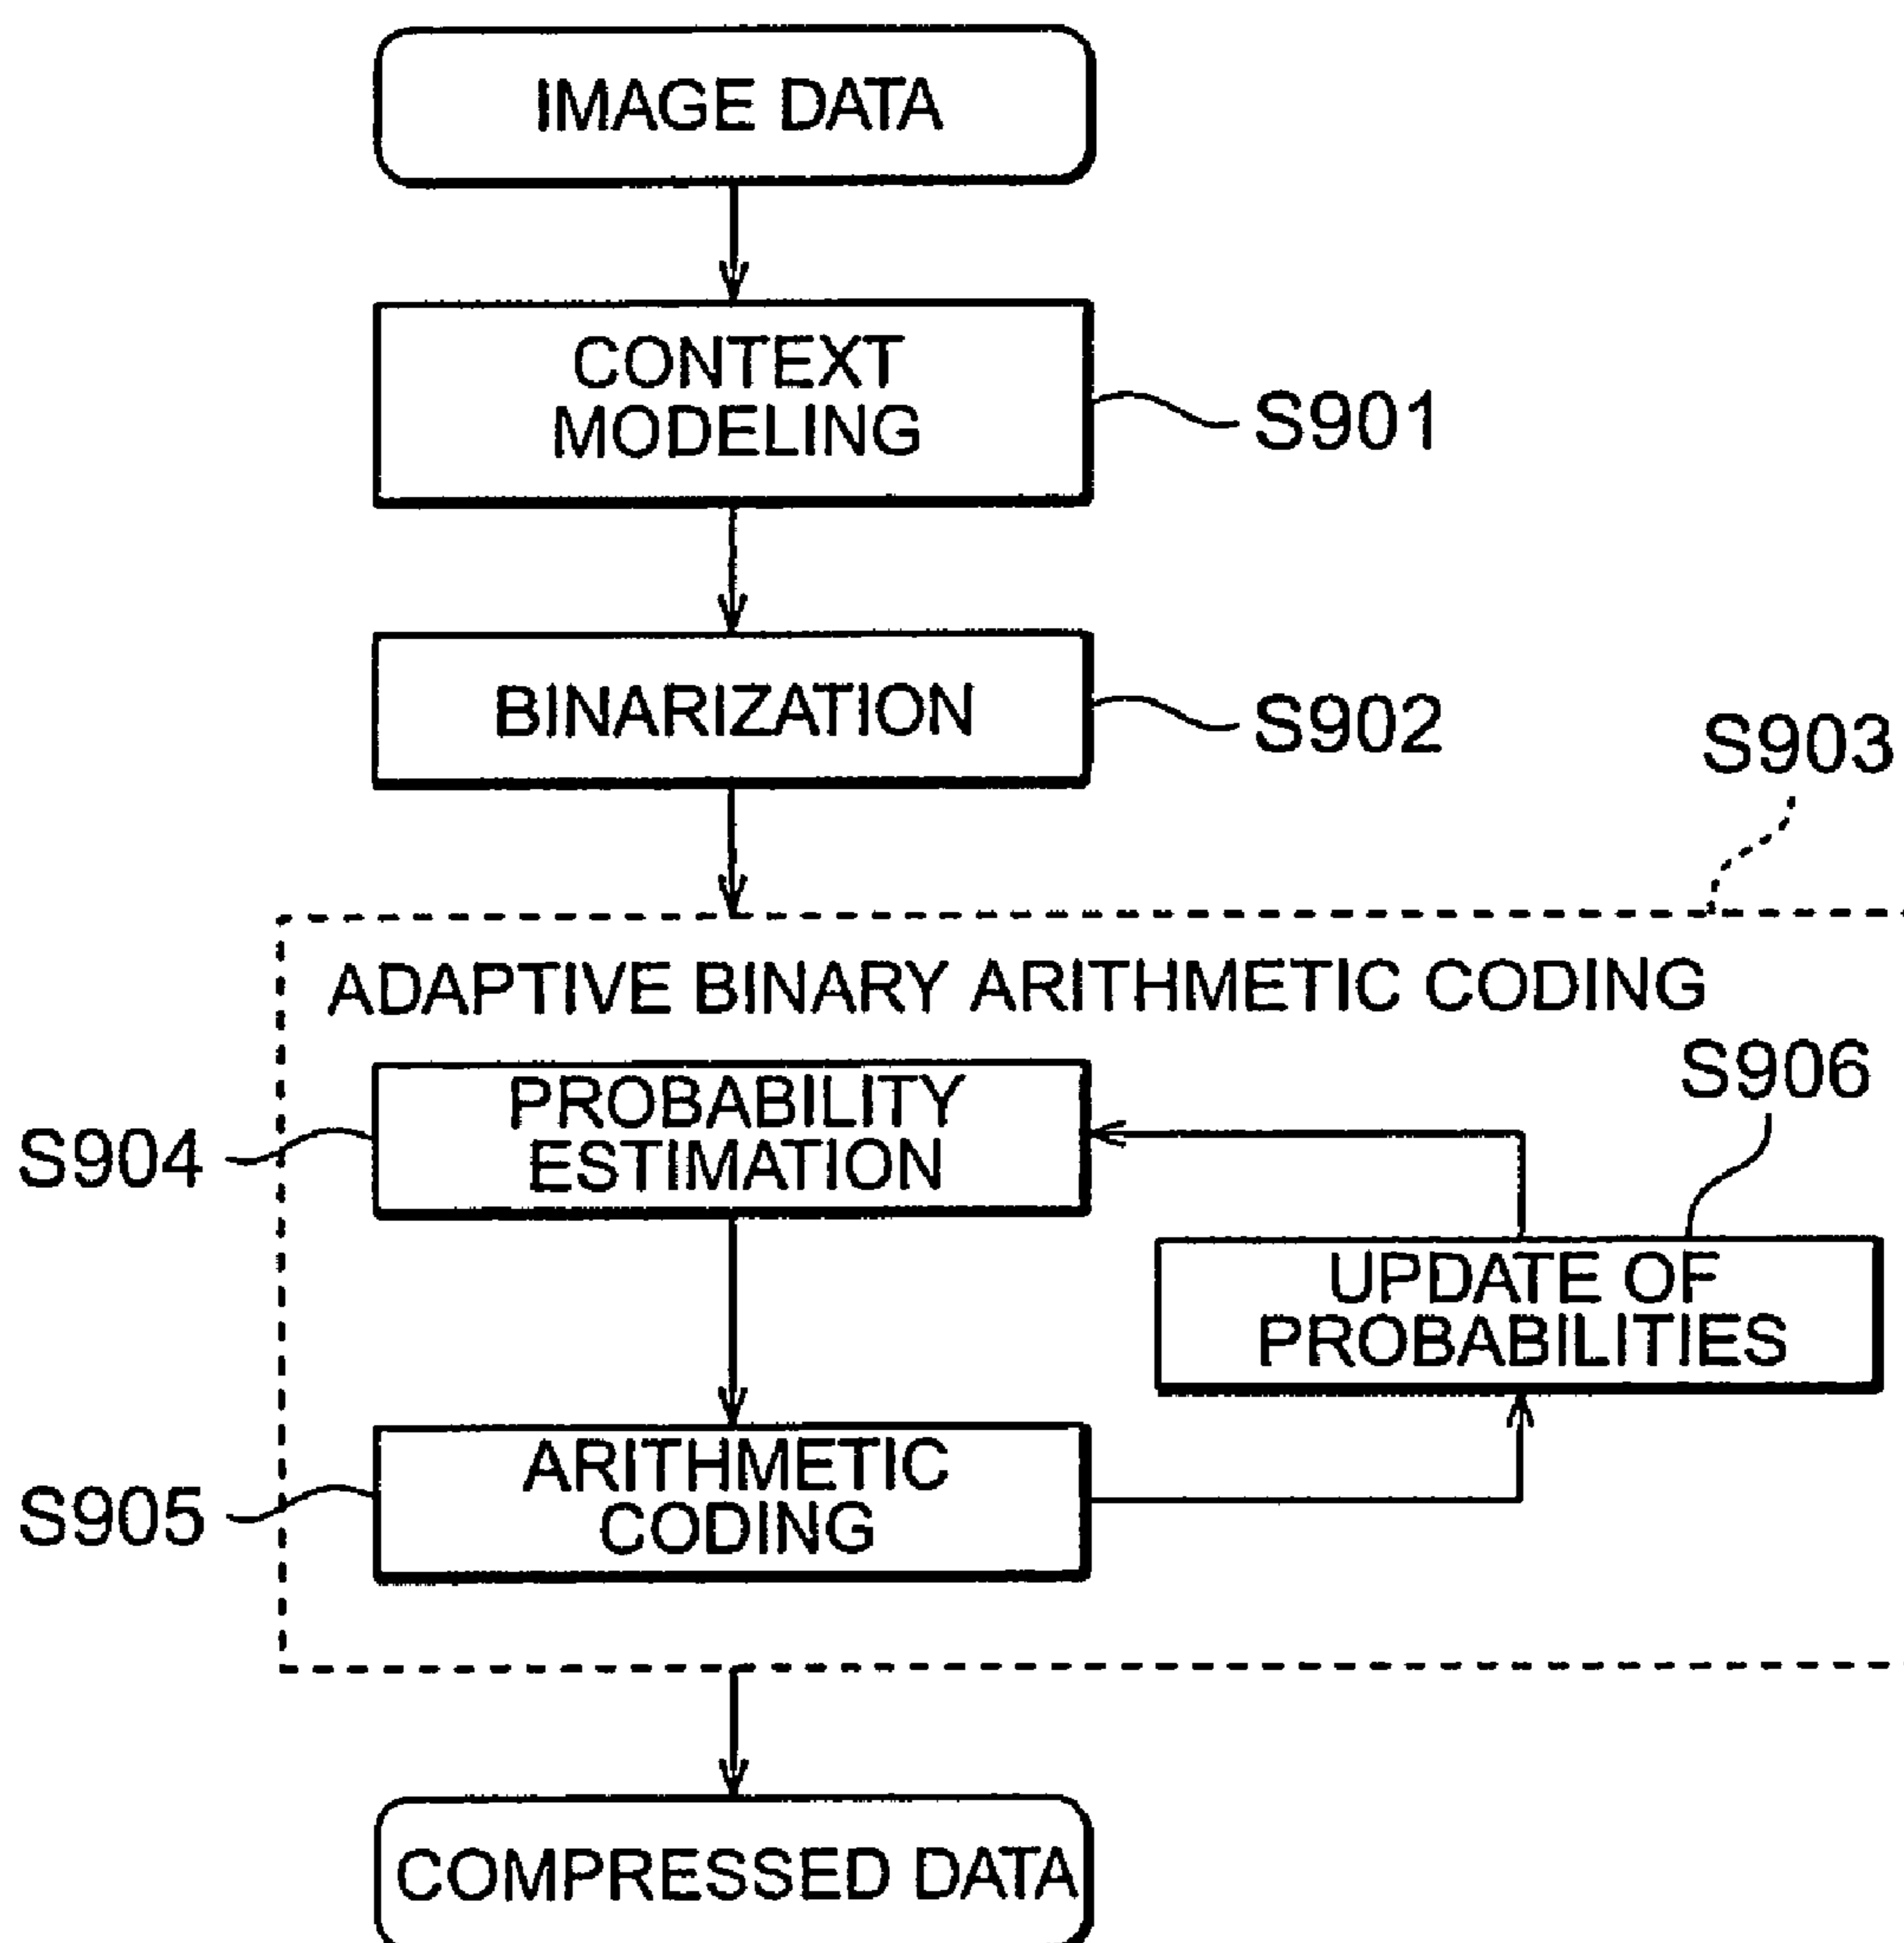 IMAGE DATA
CONTEXT
MODELING
S901
BINARIZATION
S902
S903
ADAPTIVE BINARY ARITHMETIC CODING
PROBABILITY
ESTIMATION
S904
S906
UPDATE OF
PROBABILITIES
ARITHMETIC
CODING
S905
COMPRESSED DATA